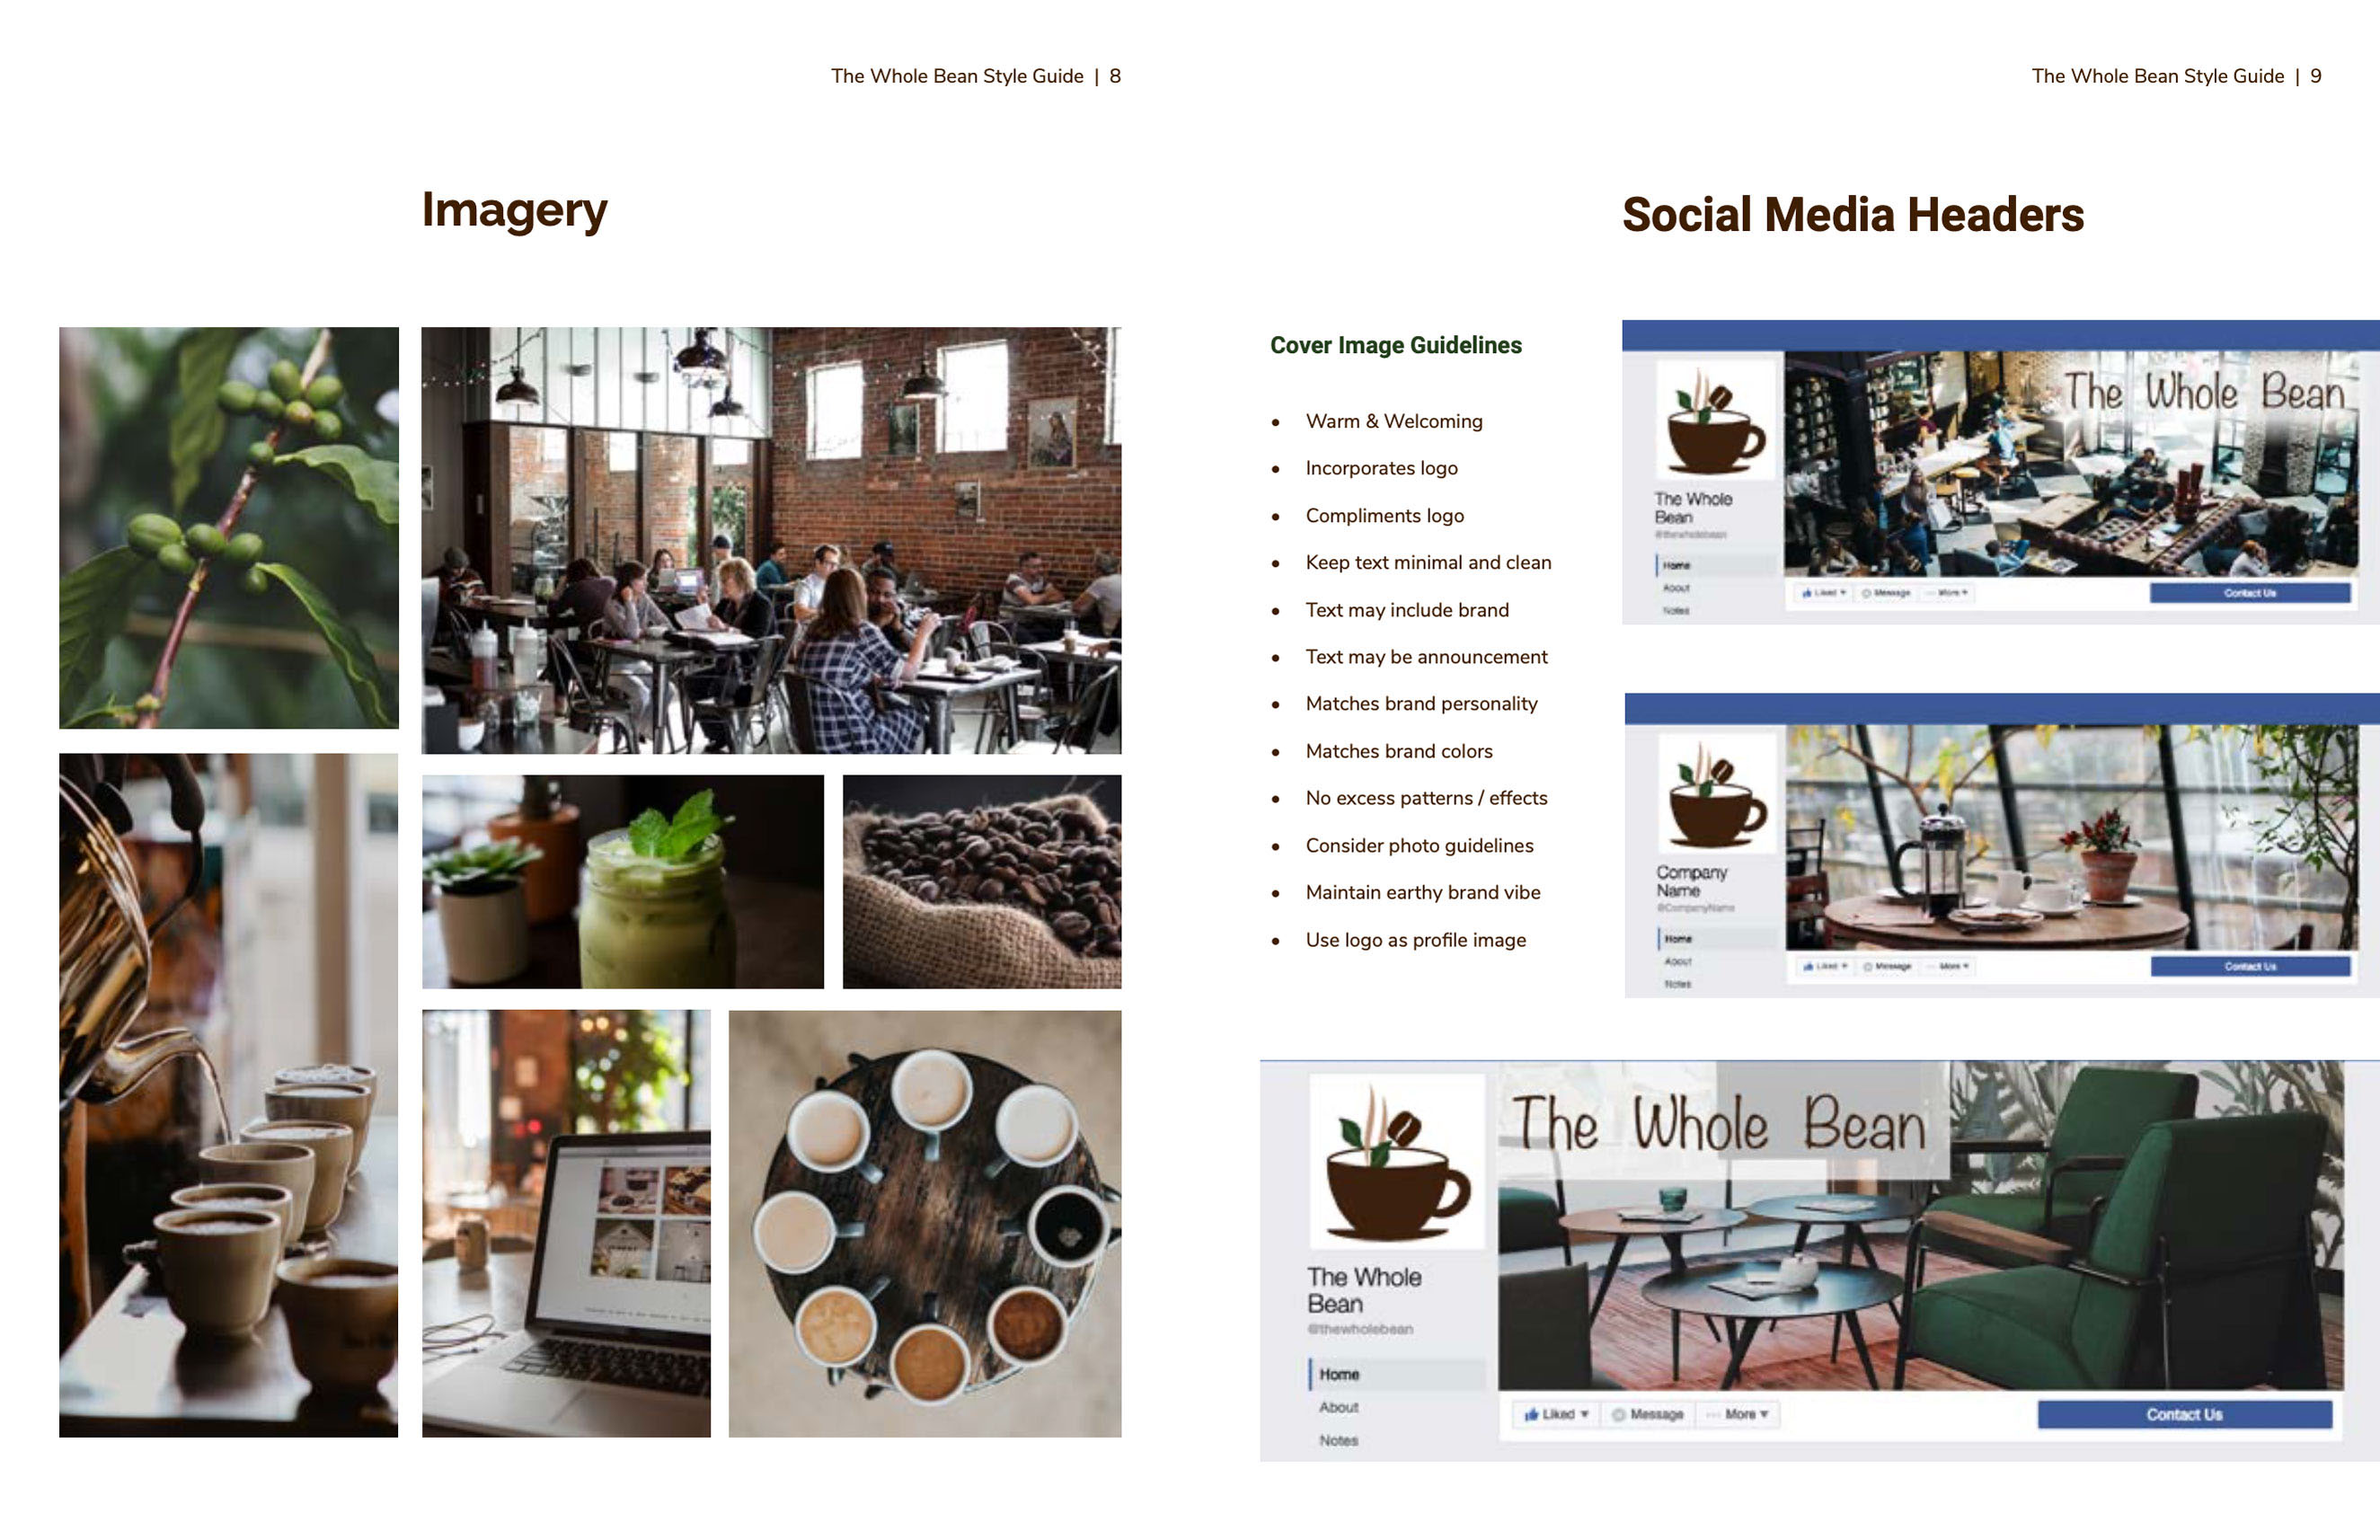 The Whole Bean Style Guide | 8
Imagery
The Whole Bean Style Guide | 9
Social Media Headers
Cover Image Guidelines
• Warm & Welcoming
• Incorporates logo
• Compliments logo
• Keep text minimal and clean
• Text may include brand
• Text may be announcement
• Matches brand personality
• Matches brand colors
• No excess patterns / effects
• Consider photo guidelines
• Maintain earthy brand vibe
• Use logo as profile image
The Whole Bean
The Whole
Bean
@thewholebean
Home
About
Notes
Liked
Message
More
Contact Us
Company
Name
@CompanyName
Home
About
Notes
Liked
Message
More
Contact Us
The Whole Bean
The Whole
Bean
@thewholebean
Home
About
Notes
Liked
Message
More
Contact Us